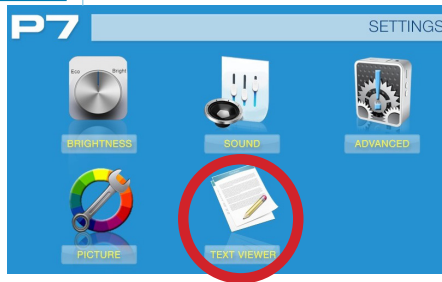 P7
SETTINGS
Eco Bright
BRIGHTNESS
SOUND
ADVANCED
PICTURE
TEXT VIEWER